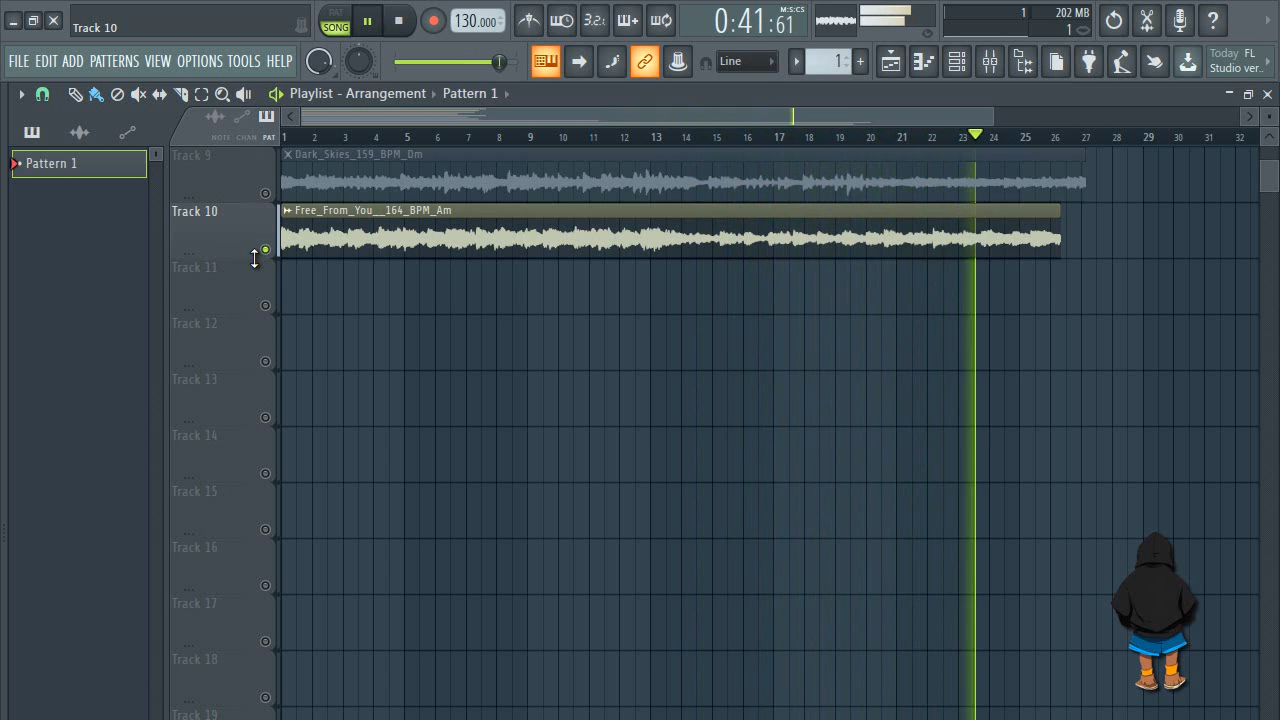 Track 10
PAT
SONG
130.000
3.2.
0:41:61
M:S:CS
1
202 MB
1
FILE EDIT ADD PATTERNS VIEW OPTIONS TOOLS HELP
Line
1
Today FL
Studio ver..
Playlist - Arrangement Pattern 1
NOTE CHAN PAT
1 2 3 4 5 6 7 8 9 10 11 12 13 14 15 16 17 18 19 20 21 22 23 24 25 26 27 28 29 30 31 32
Pattern 1
Track 9
Dark_Skies_159_BPM_Dm
Track 10
Free_From_You__164_BPM_Am
Track 11
Track 12
Track 13
Track 14
Track 15
Track 16
Track 17
Track 18
Track 19